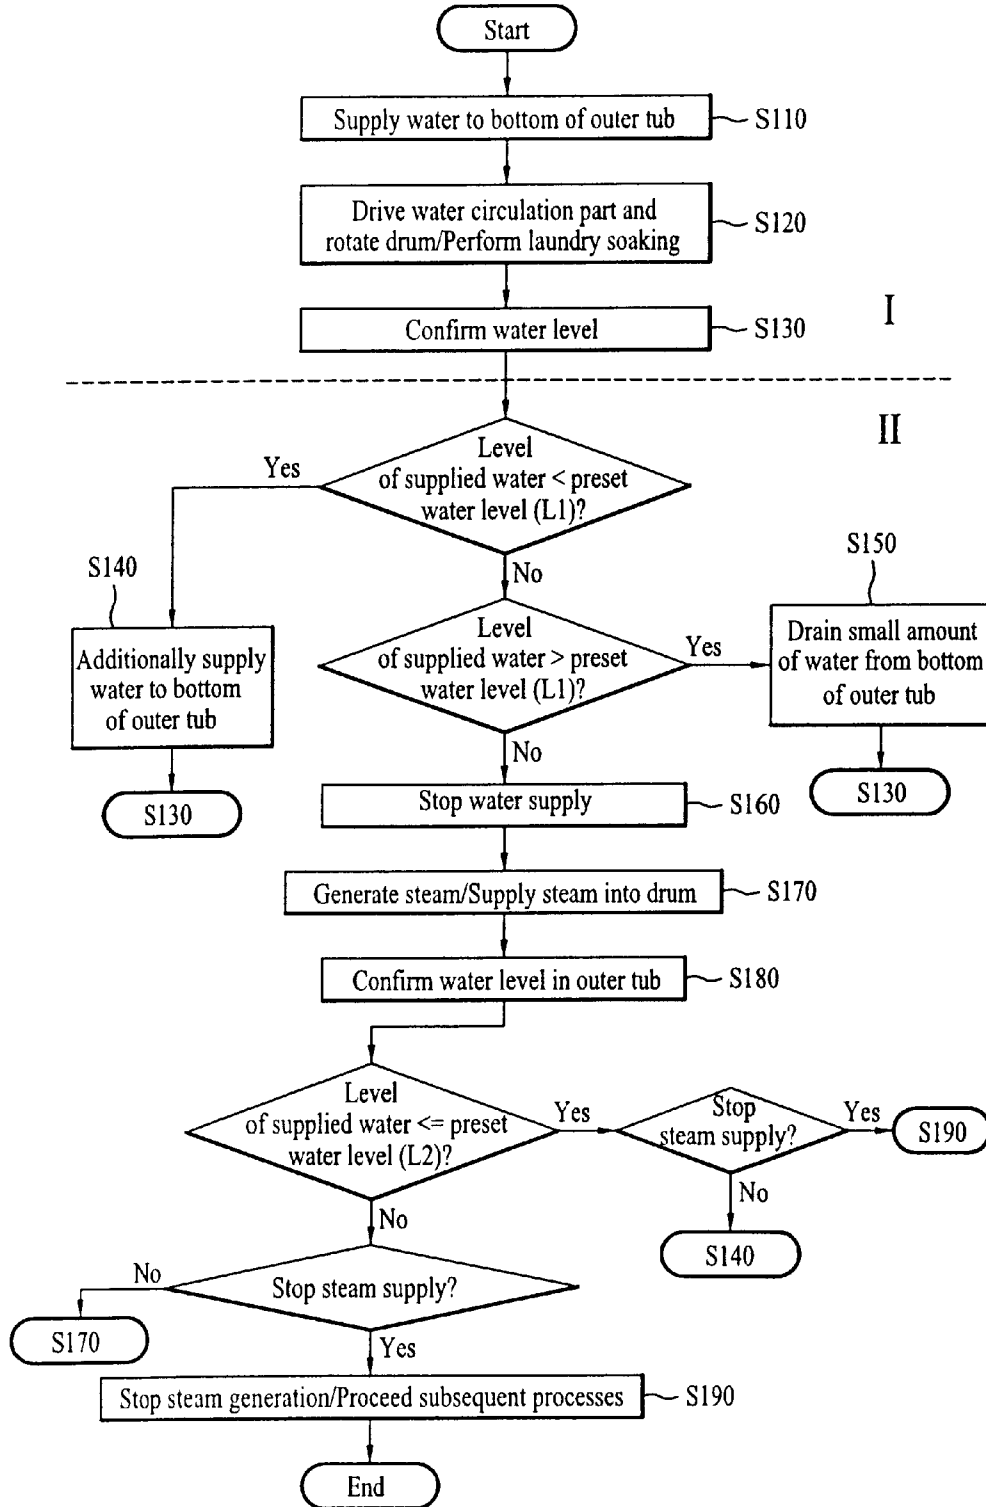 Start
Supply water to bottom of outer tub
S110
Drive water circulation part and
rotate drum/Perform laundry soaking
S120
Confirm water level
S130
I
II
Level
of supplied water < preset
water level (L1)?
Yes
No
S140
Additionally supply
water to bottom
of outer tub
S130
Level
of supplied water > preset
water level (L1)?
Yes
No
S150
Drain small amount
of water from bottom
of outer tub
S130
Stop water supply
S160
Generate steam/Supply steam into drum
S170
Confirm water level in outer tub
S180
Level
of supplied water <= preset
water level (L2)?
Yes
No
Stop
steam supply?
Yes
S190
No
S140
Stop steam supply?
No
S170
Yes
Stop steam generation/Proceed subsequent processes
S190
End